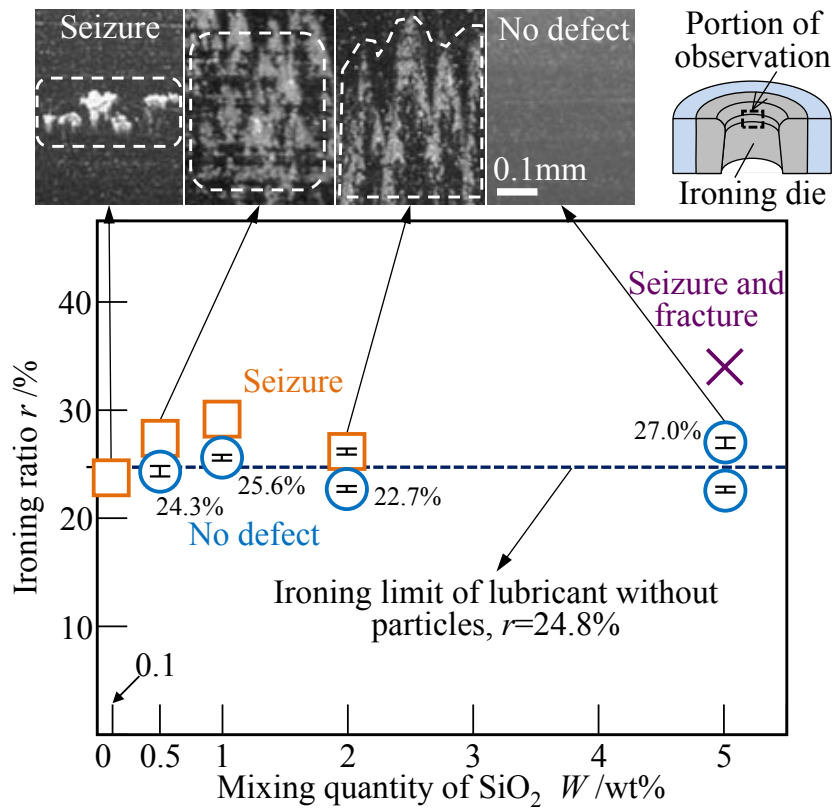 Seizure
No defect
0.1mm
Portion of
observation
Ironing die
Ironing ratio r /%
40
30
20
10
Seizure and
fracture
Seizure
27.0%
24.3%
25.6%
22.7%
No defect
Ironing limit of lubricant without
particles, r=24.8%
0.1
0 0.5 1 2 3 4 5
Mixing quantity of SiO₂ W /wt%